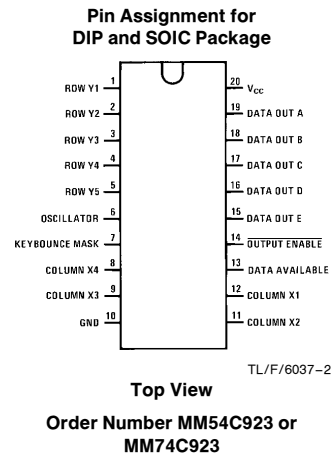 Pin Assignment for
DIP and SOIC Package
ROW Y1 1
ROW Y2 2
ROW Y3 3
ROW Y4 4
ROW Y5 5
OSCILLATOR 6
KEYBOUNCE MASK 7
COLUMN X4 8
COLUMN X3 9
GND 10
20 VCC
19 DATA OUT A
18 DATA OUT B
17 DATA OUT C
16 DATA OUT D
15 DATA OUT E
14 OUTPUT ENABLE
13 DATA AVAILABLE
12 COLUMN X1
11 COLUMN X2
TL/F/6037–2
Top View
Order Number MM54C923 or
MM74C923